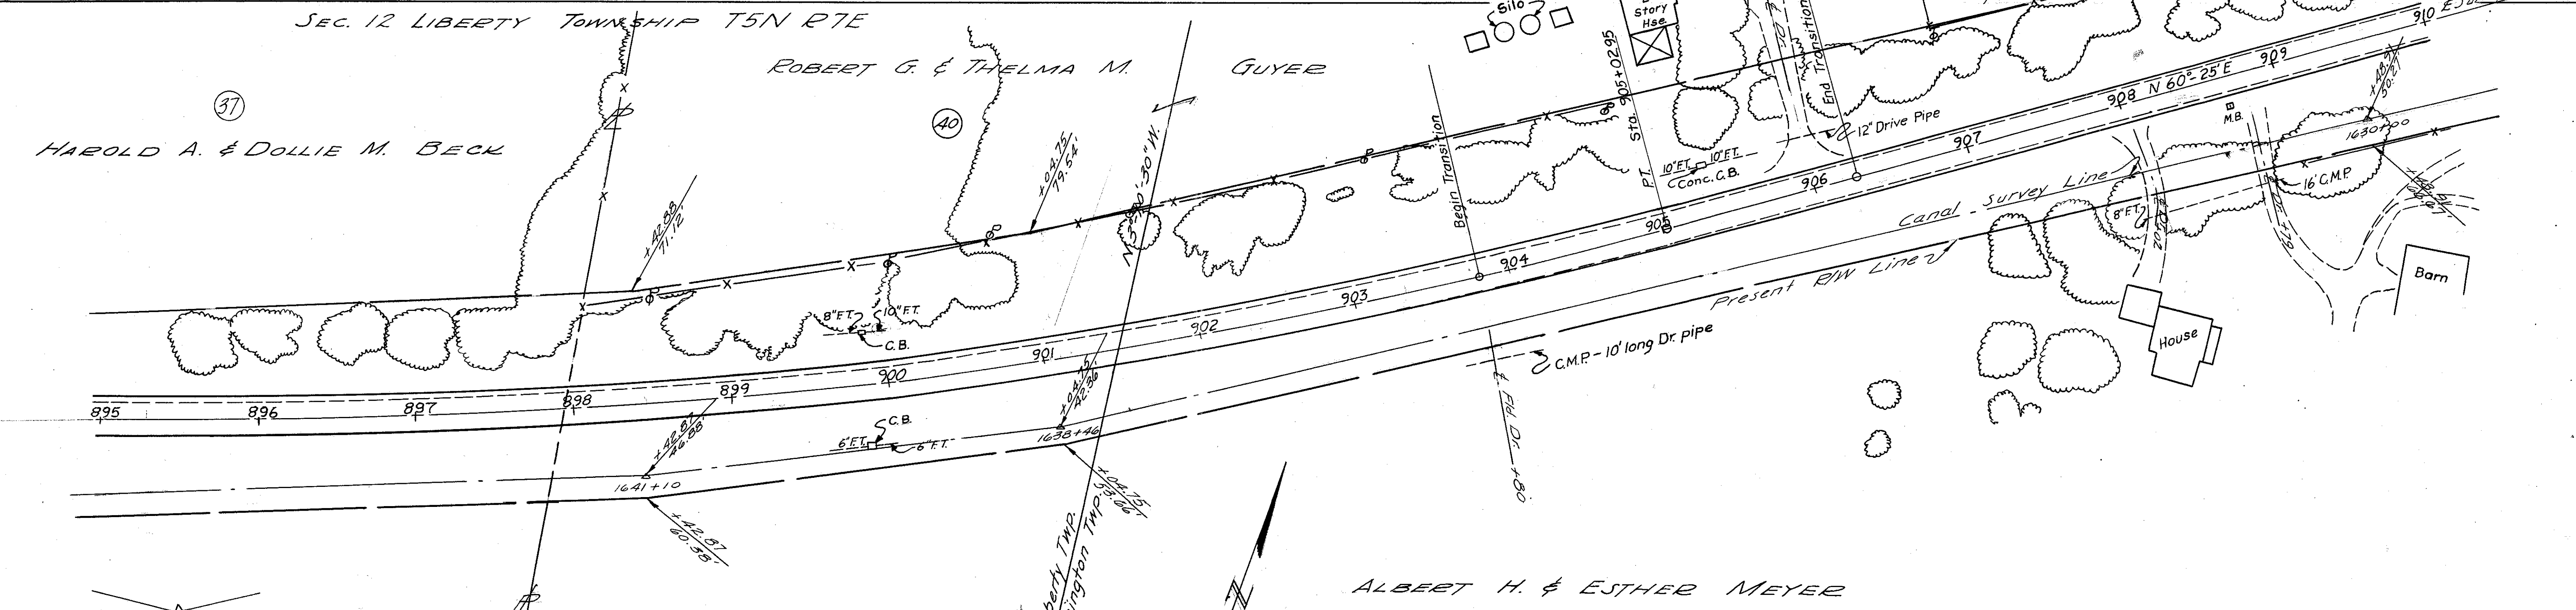 SEC. 12 LIBERTY TOWNSHIP T5N R7E
Silo
Story
Hse.
End Transition
910
ROBERT G. & THELMA M. GUYER
37
40
HAROLD A. & DOLLIE M. BECK
+42.88
71.12'
+04.75
79.54'
Begin Transition
P.T. Sta. 905+02.95
10"F.T. 10"F.T.
Conc. C.B.
12" Drive Pipe
N 60°-25' E
M.B.
1630+00
16" C.M.P.
8"F.T.
Canal Survey Line
Present R/W Line
Barn
House
C.M.P. - 10' long Dr. pipe
℄ Fld. Dr. +80
8"F.T.
10"F.T.
C.B.
895
896
897
898
899
900
901
902
903
904
905
906
907
908
909
+42.87
46.88'
+04.75
42.36'
C.B.
6"F.T.
6"F.T.
1638+46
1641+10
+42.87
60.38'
+04.75
53.66'
Twp.
Twp.
ALBERT H. & ESTHER MEYER